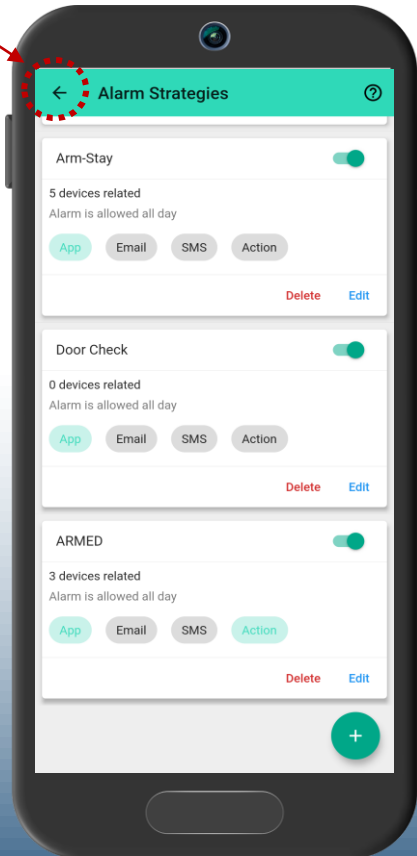 Alarm Strategies
Arm-Stay
5 devices related
Alarm is allowed all day
App Email SMS Action
Delete Edit
Door Check
0 devices related
Alarm is allowed all day
App Email SMS Action
Delete Edit
ARMED
3 devices related
Alarm is allowed all day
App Email SMS Action
Delete Edit